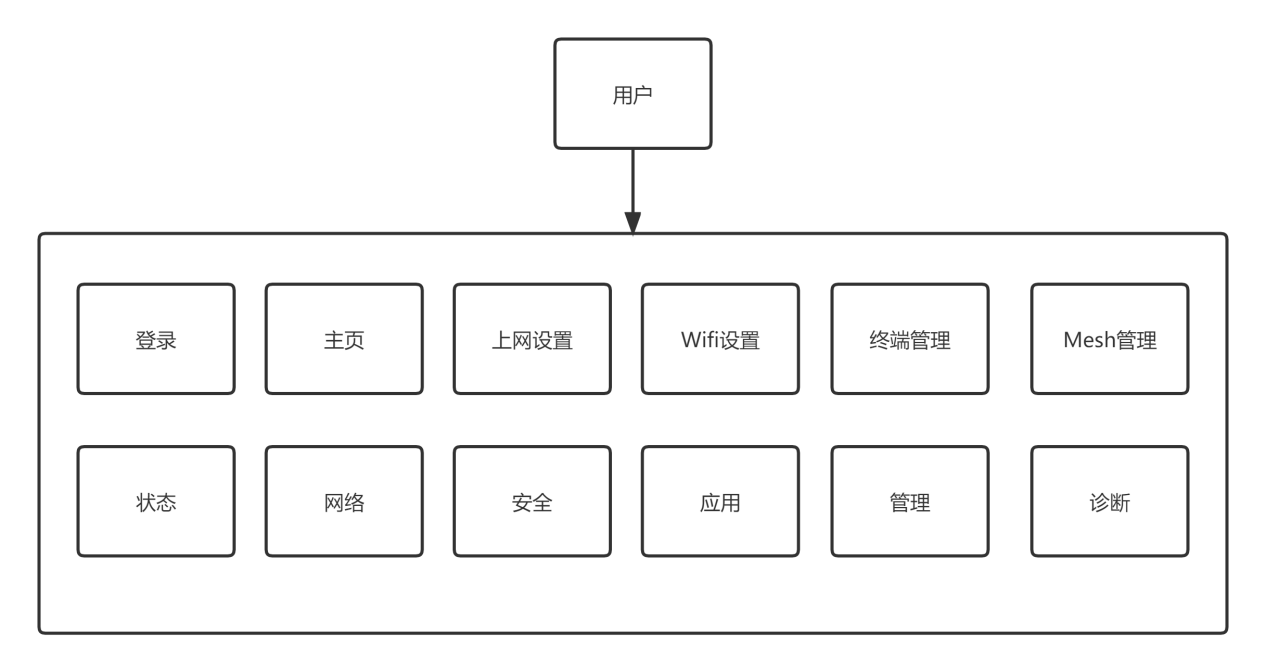 用户
登录
主页
上网设置
Wifi设置
终端管理
Mesh管理
状态
网络
安全
应用
管理
诊断